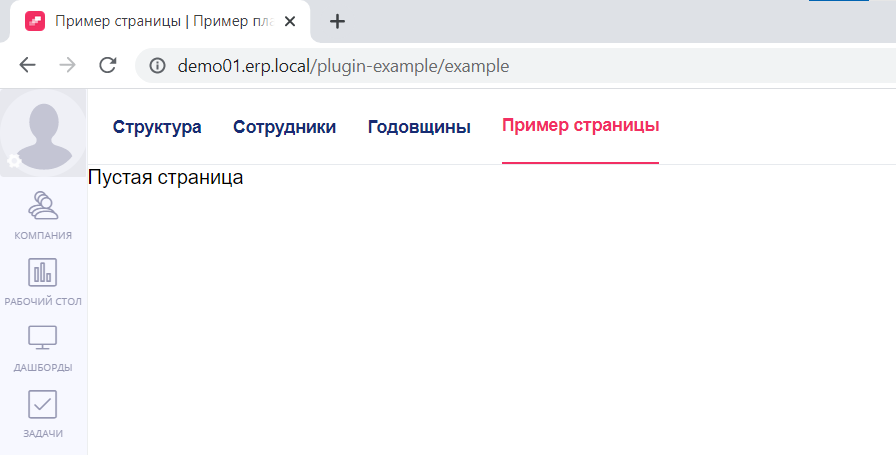 Пример страницы | Пример пла
demo01.erp.local/plugin-example/example
Структура Сотрудники Годовщины Пример страницы
Пустая страница
КОМПАНИЯ
РАБОЧИЙ СТОЛ
ДАШБОРДЫ
ЗАДАЧИ